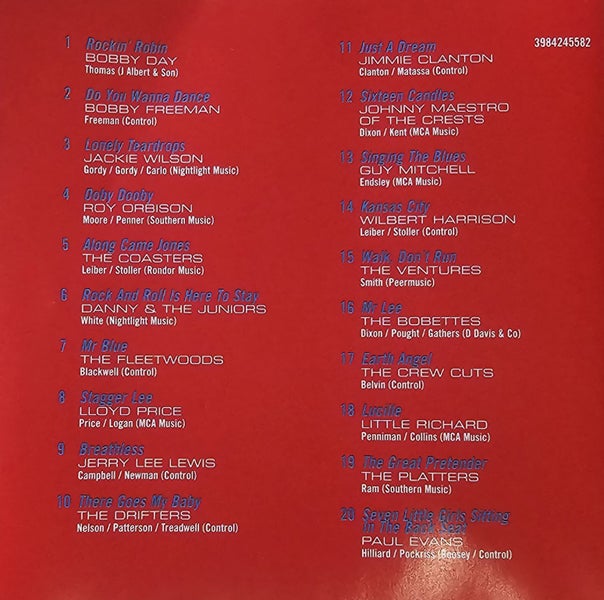 1 Rockin' Robin
BOBBY DAY
Thomas (J Albert & Son)
2 Do You Wanna Dance
BOBBY FREEMAN
Freeman (Control)
3 Lonely Teardrops
JACKIE WILSON
Gordy / Gordy / Carlo (Nightlight Music)
4 Ooby Dooby
ROY ORBISON
Moore / Penner (Southern Music)
5 Along Came Jones
THE COASTERS
Leiber / Stoller (Rondor Music)
6 Rock And Roll Is Here To Stay
DANNY & THE JUNIORS
White (Nightlight Music)
7 Mr Blue
THE FLEETWOODS
Blackwell (Control)
8 Stagger Lee
LLOYD PRICE
Price / Logan (MCA Music)
9 Breathless
JERRY LEE LEWIS
Campbell / Newman (Control)
10 There Goes My Baby
THE DRIFTERS
Nelson / Patterson / Treadwell (Control)
11 Just A Dream
JIMMIE CLANTON
Clanton / Matassa (Control)
12 Sixteen Candles
JOHNNY MAESTRO
OF THE CRESTS
Dixon / Kent (MCA Music)
13 Singing The Blues
GUY MITCHELL
Endsley (MCA Music)
14 Kansas City
WILBERT HARRISON
Leiber / Stoller (Control)
15 Walk, Don't Run
THE VENTURES
Smith (Peermusic)
16 Mr Lee
THE BOBETTES
Dixon / Pought / Gathers (D Davis & Co)
17 Earth Angel
THE CREW CUTS
Belvin (Control)
18 Lucille
LITTLE RICHARD
Penniman / Collins (MCA Music)
19 The Great Pretender
THE PLATTERS
Ram (Southern Music)
20 Seven Little Girls Sitting
In The Back Seat
PAUL EVANS
Hilliard / Pockriss (Boosey / Control)
3984245582